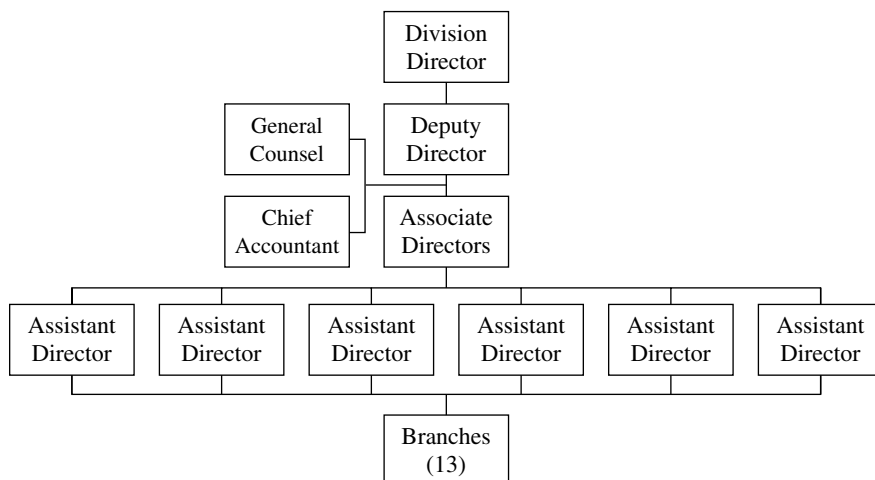 Division
Director
General
Counsel
Deputy
Director
Chief
Accountant
Associate
Directors
Assistant
Director
Assistant
Director
Assistant
Director
Assistant
Director
Assistant
Director
Assistant
Director
Branches
(13)